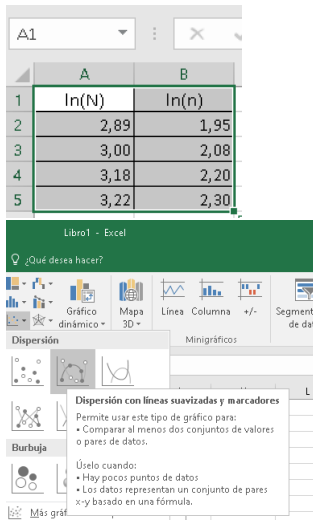 A1
A B
1 ln(N) ln(n)
2 2,89 1,95
3 3,00 2,08
4 3,18 2,20
5 3,22 2,30
Libro1 - Excel
¿Qué desea hacer?
Gráfico dinámico
Mapa 3D
Línea Columna +/-
Minigráficos
Dispersión
L
Dispersión con líneas suavizadas y marcadores
Permite usar este tipo de gráfico para:
• Comparar al menos dos conjuntos de valores
o pares de datos.
Úselo cuando:
• Hay pocos puntos de datos
• Los datos representan un conjunto de pares
x-y basado en una fórmula.
Burbuja
Más